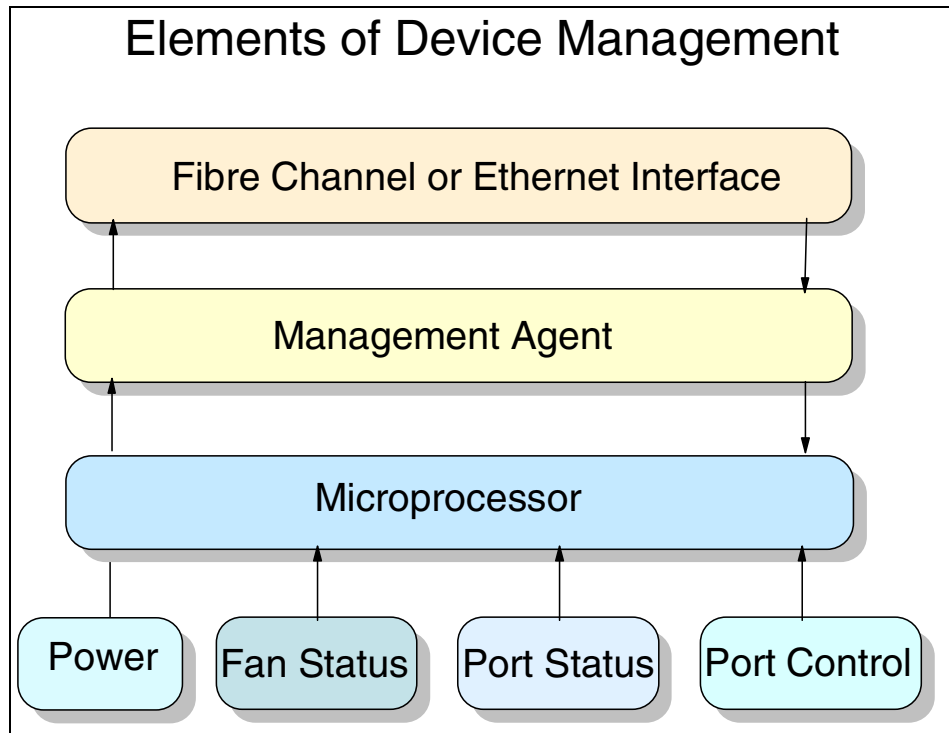 Elements of Device Management
Fibre Channel or Ethernet Interface
Management Agent
Microprocessor
Power
Fan Status
Port Status
Port Control